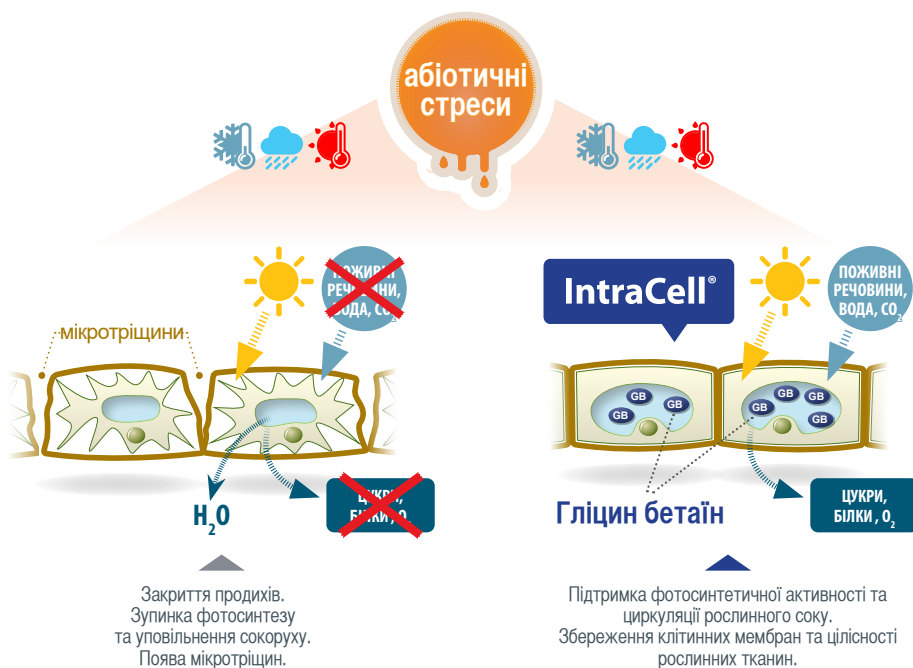 абіотичні
стреси
ПОЖИВНІ
РЕЧОВИНИ,
ВОДА, CO₂
мікротріщини
H₂O
ЦУКРИ,
БІЛКИ , O₂
Закриття продихів.
Зупинка фотосинтезу
та уповільнення сокоруху.
Поява мікротріщин.
IntraCell®
ПОЖИВНІ
РЕЧОВИНИ,
ВОДА, CO₂
GB
GB
GB
GB
GB
GB
GB
GB
Гліцин бетаїн
ЦУКРИ,
БІЛКИ , O₂
Підтримка фотосинтетичної активності та
циркуляції рослинного соку.
Збереження клітинних мембран та цілісності
рослинних тканин.